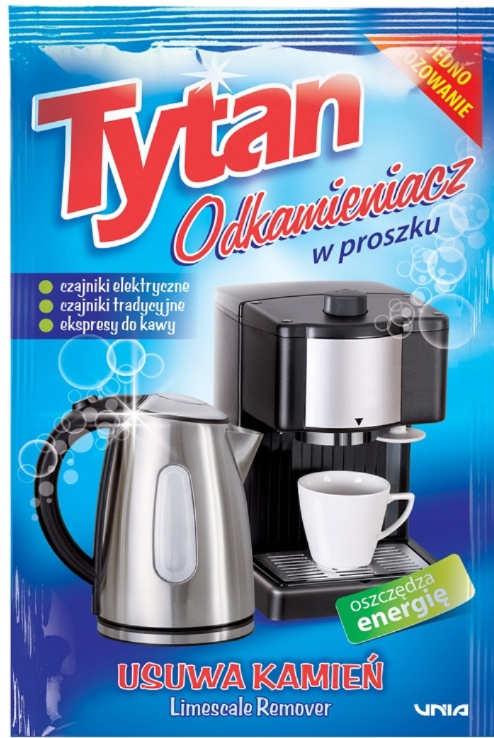 JEDNO
DOZOWANIE
Tytan
Odkamieniacz
w proszku
czajniki elektryczne
czajniki tradycyjne
ekspresy do kawy
oszczędza
energię
USUWA KAMIEŃ
Limescale Remover
UNIA